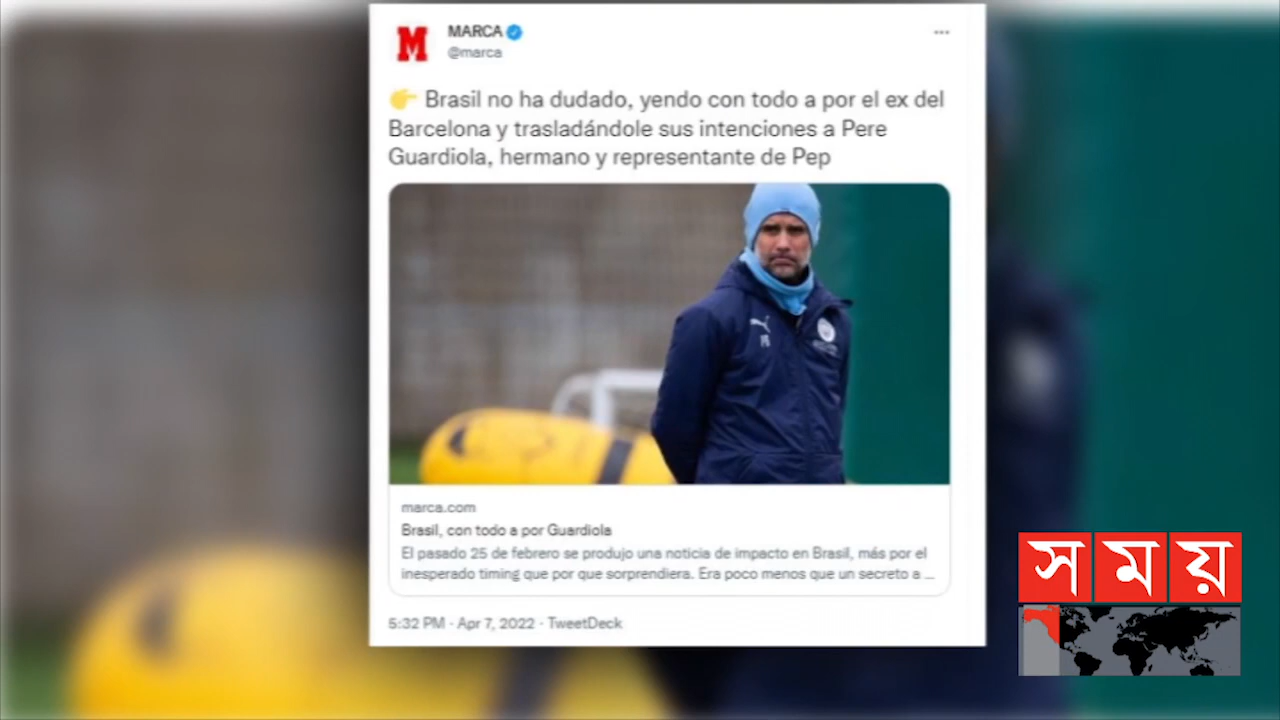 MARCA
@marca
👉 Brasil no ha dudado, yendo con todo a por el ex del
Barcelona y trasladándole sus intenciones a Pere
Guardiola, hermano y representante de Pep
marca.com
Brasil, con todo a por Guardiola
El pasado 25 de febrero se produjo una noticia de impacto en Brasil, más por el
inesperado timing que por que sorprendiera. Era poco menos que un secreto a ...
5:32 PM · Apr 7, 2022 · TweetDeck
সময়